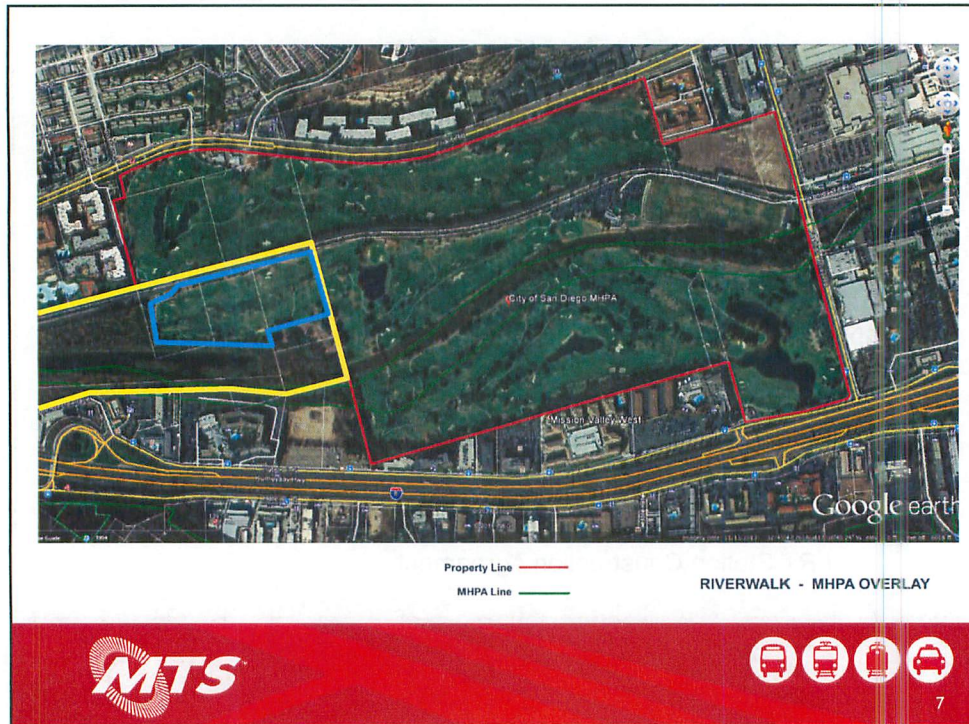 City of San Diego MHPA
Mission Valley West
Google earth
Property Line
MHPA Line
RIVERWALK - MHPA OVERLAY
MTS
7